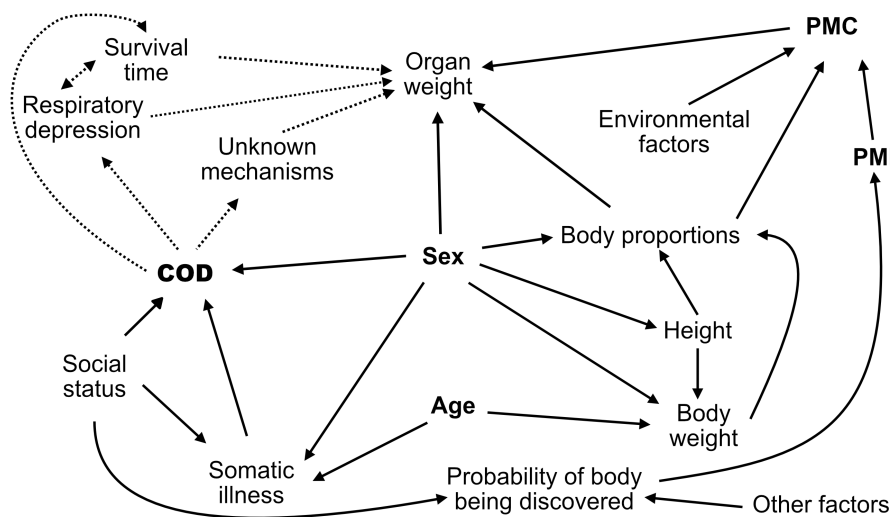 Survival
time
Organ
weight
PMC
Respiratory
depression
Environmental
factors
Unknown
mechanisms
PM
COD
Sex
Body proportions
Height
Social
status
Age
Body
weight
Somatic
illness
Probability of body
being discovered
Other factors